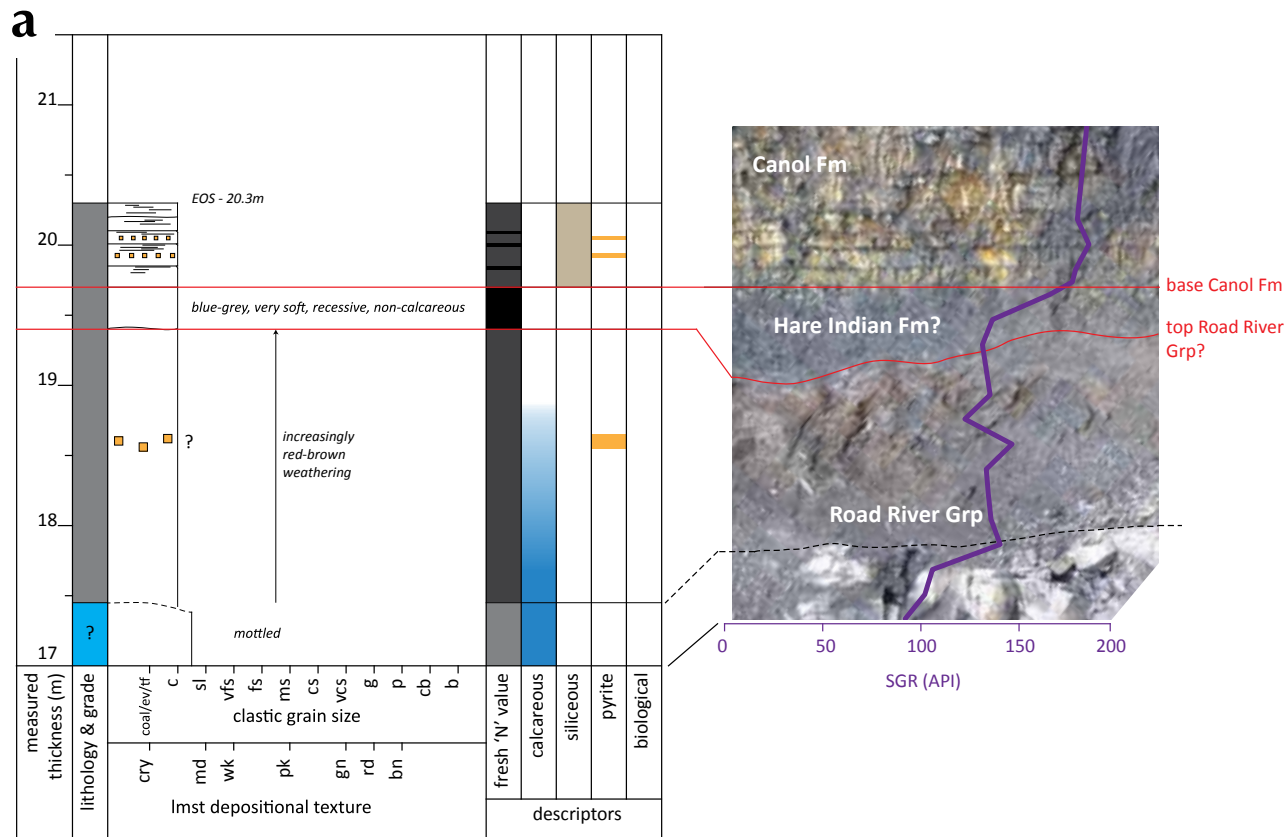 a
21
EOS - 20.3m
20
blue-grey, very soft, recessive, non-calcareous
19
?
increasingly
red-brown
weathering
18
?
mottled
17
measured
thickness (m)
lithology & grade
coal/ev/tf
c
sl
vfs
fs
ms
cs
vcs
g
p
cb
b
clastic grain size
cry
md
wk
pk
gn
rd
bn
lmst depositional texture
fresh ‘N’ value
calcareous
siliceous
pyrite
biological
descriptors
Canol Fm
base Canol Fm
Hare Indian Fm?
top Road River
Grp?
Road River Grp
0
50
100
150
200
SGR (API)